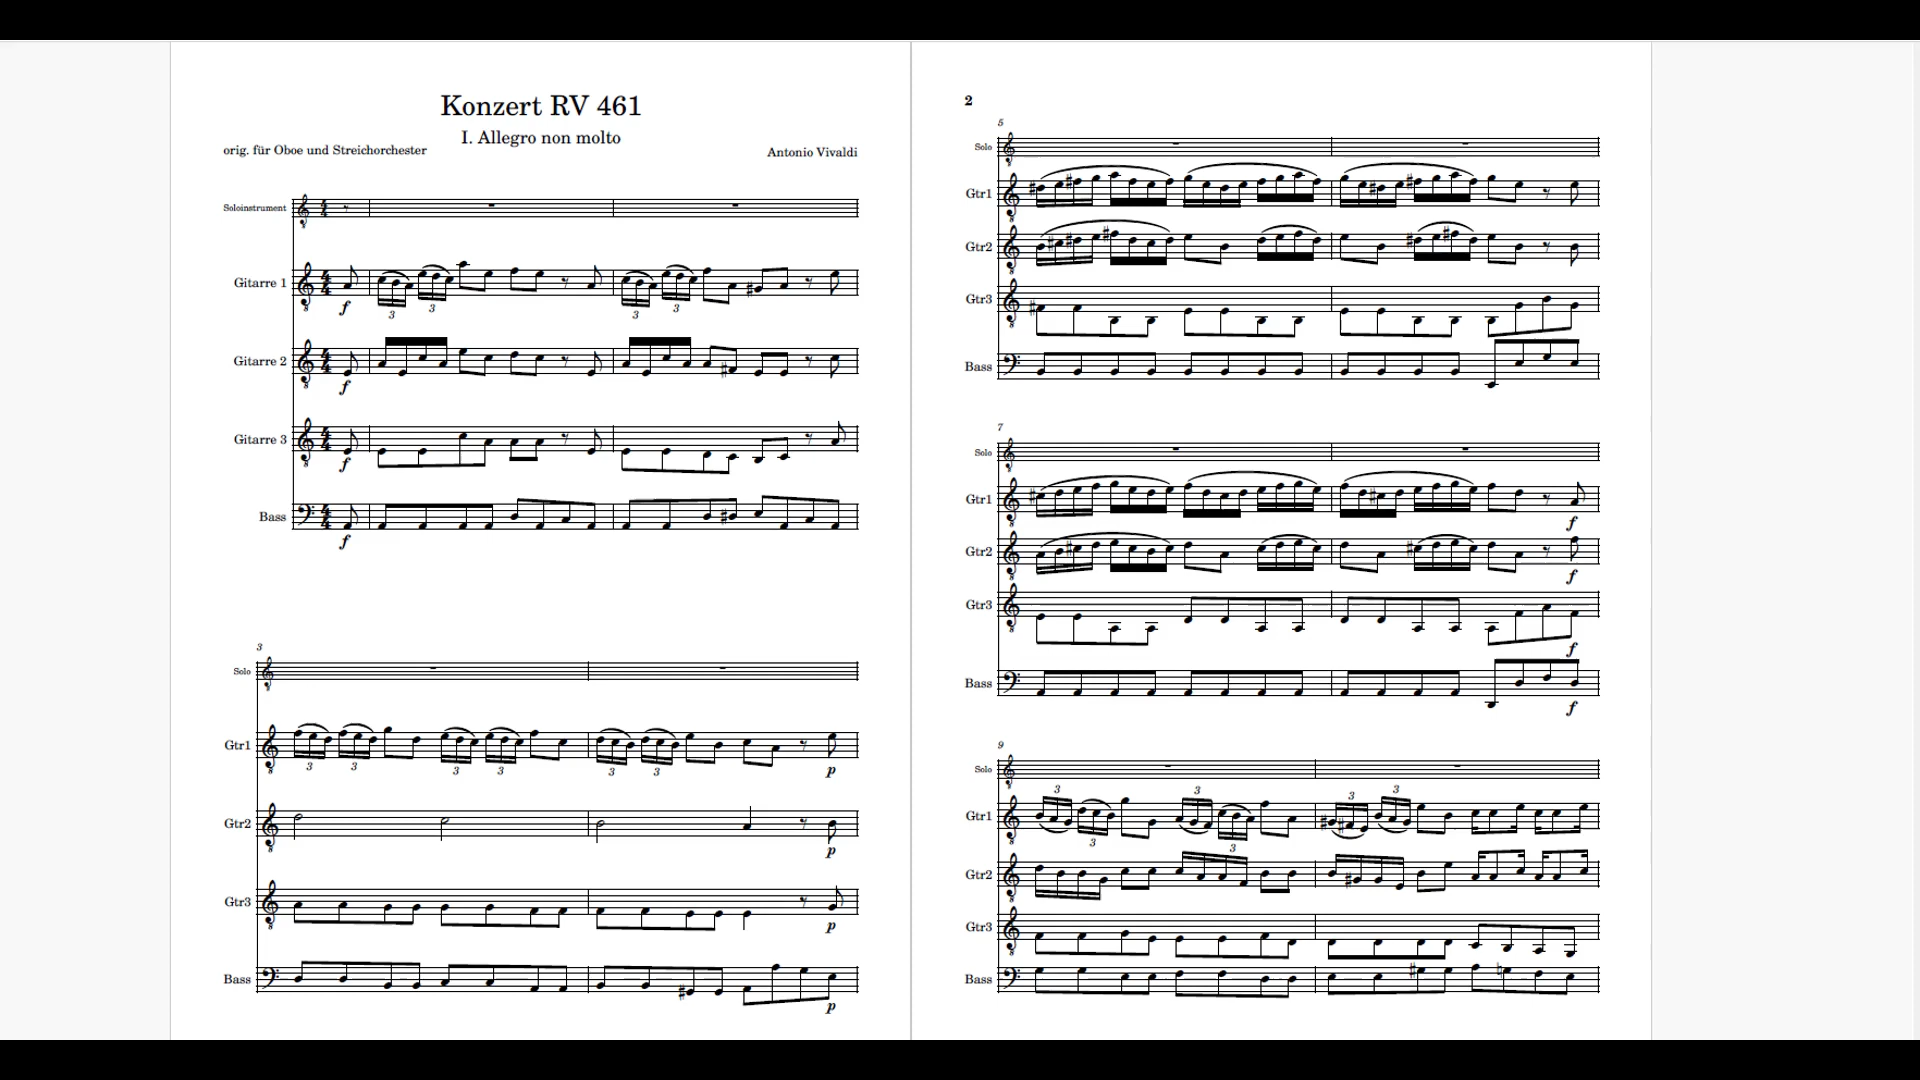 Konzert RV 461
I. Allegro non molto
orig. für Oboe und Streichorchester
Antonio Vivaldi
Soloinstrument
Gitarre 1
f
3
3
3
3
Gitarre 2
f
Gitarre 3
f
Bass
f
3
Solo
Gtr1
3
3
3
3
3
3
p
Gtr2
p
Gtr3
p
Bass
p
2
5
Solo
Gtr1
Gtr2
Gtr3
Bass
7
Solo
Gtr1
f
Gtr2
f
Gtr3
f
Bass
f
9
Solo
Gtr1
3
3
3
3
3
3
Gtr2
Gtr3
Bass